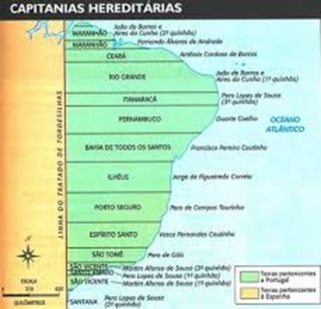 CAPITANIAS HEREDITÁRIAS
João de Barros e
Aires da Cunha (2º quinhão)
MARANHÃO
Fernando Álvares de Andrade
MARANHÃO
Antônio Cardoso de Barros
CEARÁ
João de Barros e
Aires da Cunha (1º quinhão)
RIO GRANDE
Pero Lopes de Sousa
(3º quinhão)
ITAMARACÁ
PERNAMBUCO
Duarte Coelho
OCEANO
ATLÂNTICO
BAHIA DE TODOS OS SANTOS
Francisco Pereira Coutinho
ILHÉUS
Jorge de Figueiredo Correia
PORTO SEGURO
Pero de Campos Tourinho
ESPÍRITO SANTO
Vasco Fernandes Coutinho
SÃO TOMÉ
Pero de Góis
SÃO VICENTE
Martim Afonso de Sousa (2º quinhão)
SANTO AMARO
Pero Lopes de Sousa (1º quinhão)
SÃO VICENTE
Martim Afonso de Sousa (1º quinhão)
SANTANA
Pero Lopes de Sousa
(2º quinhão)
LINHA DO TRATADO DE TORDESILHAS
ESCALA
0
QUILÔMETROS
Terras pertencentes
a Portugal
Terras pertencentes
à Espanha